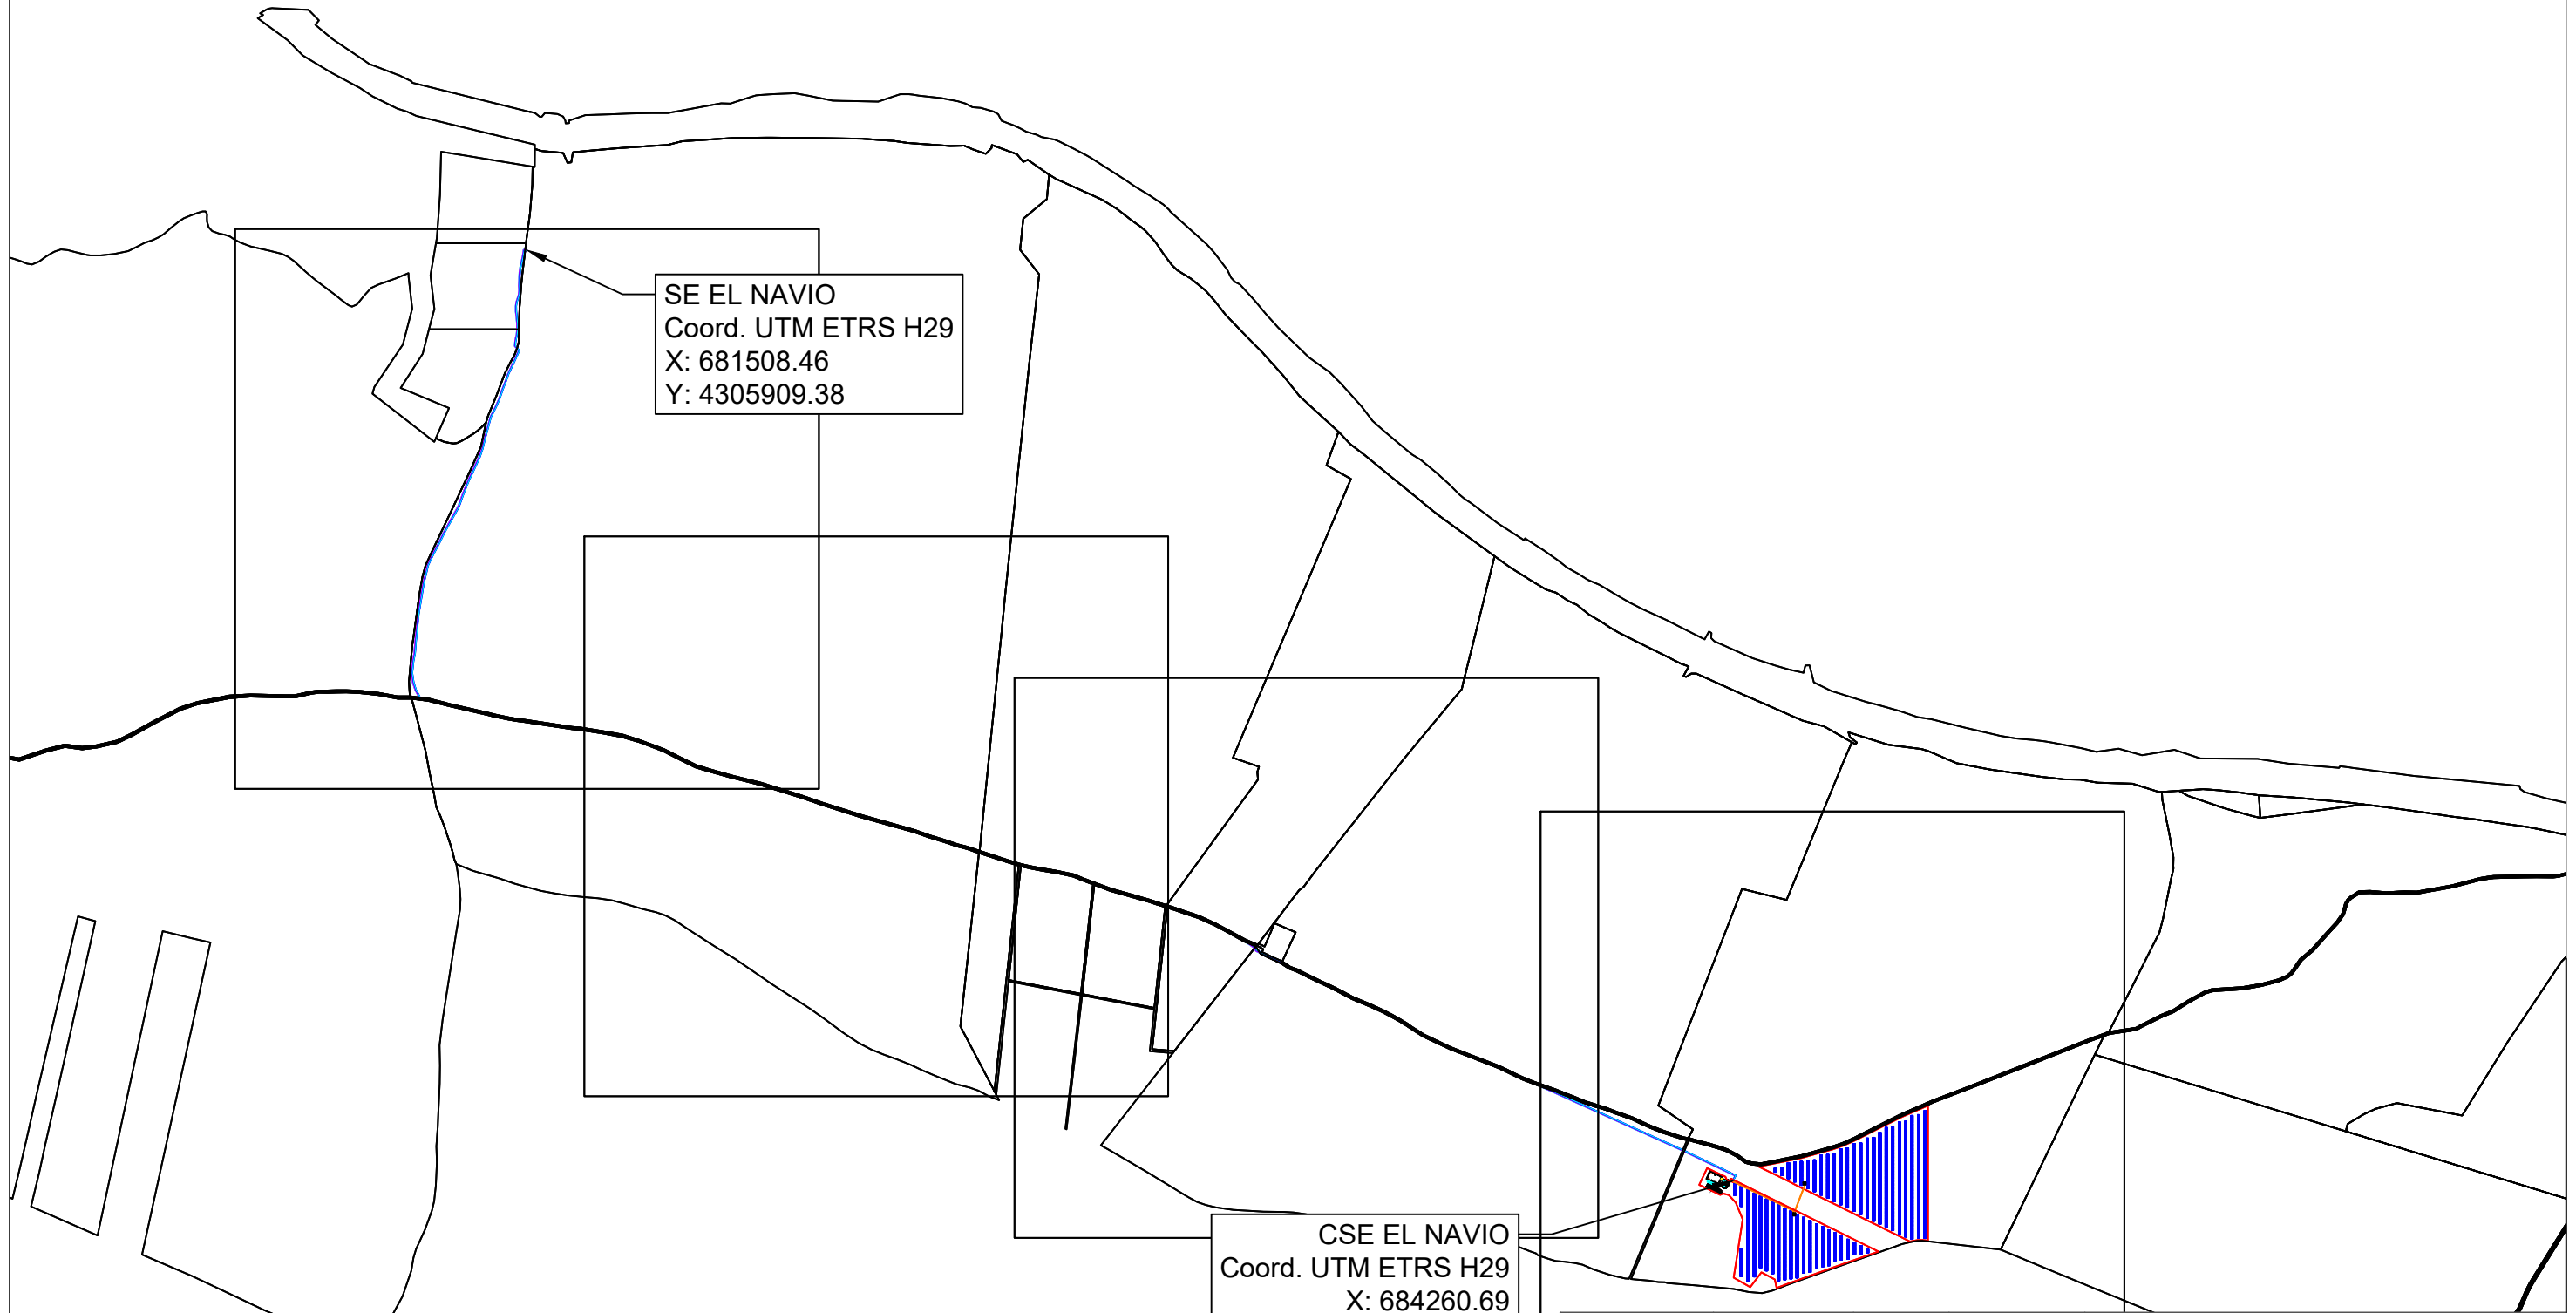 SE EL NAVIO
Coord. UTM ETRS H29
X: 681508.46
Y: 4305909.38
CSE EL NAVIO
Coord. UTM ETRS H29
X: 684260.69